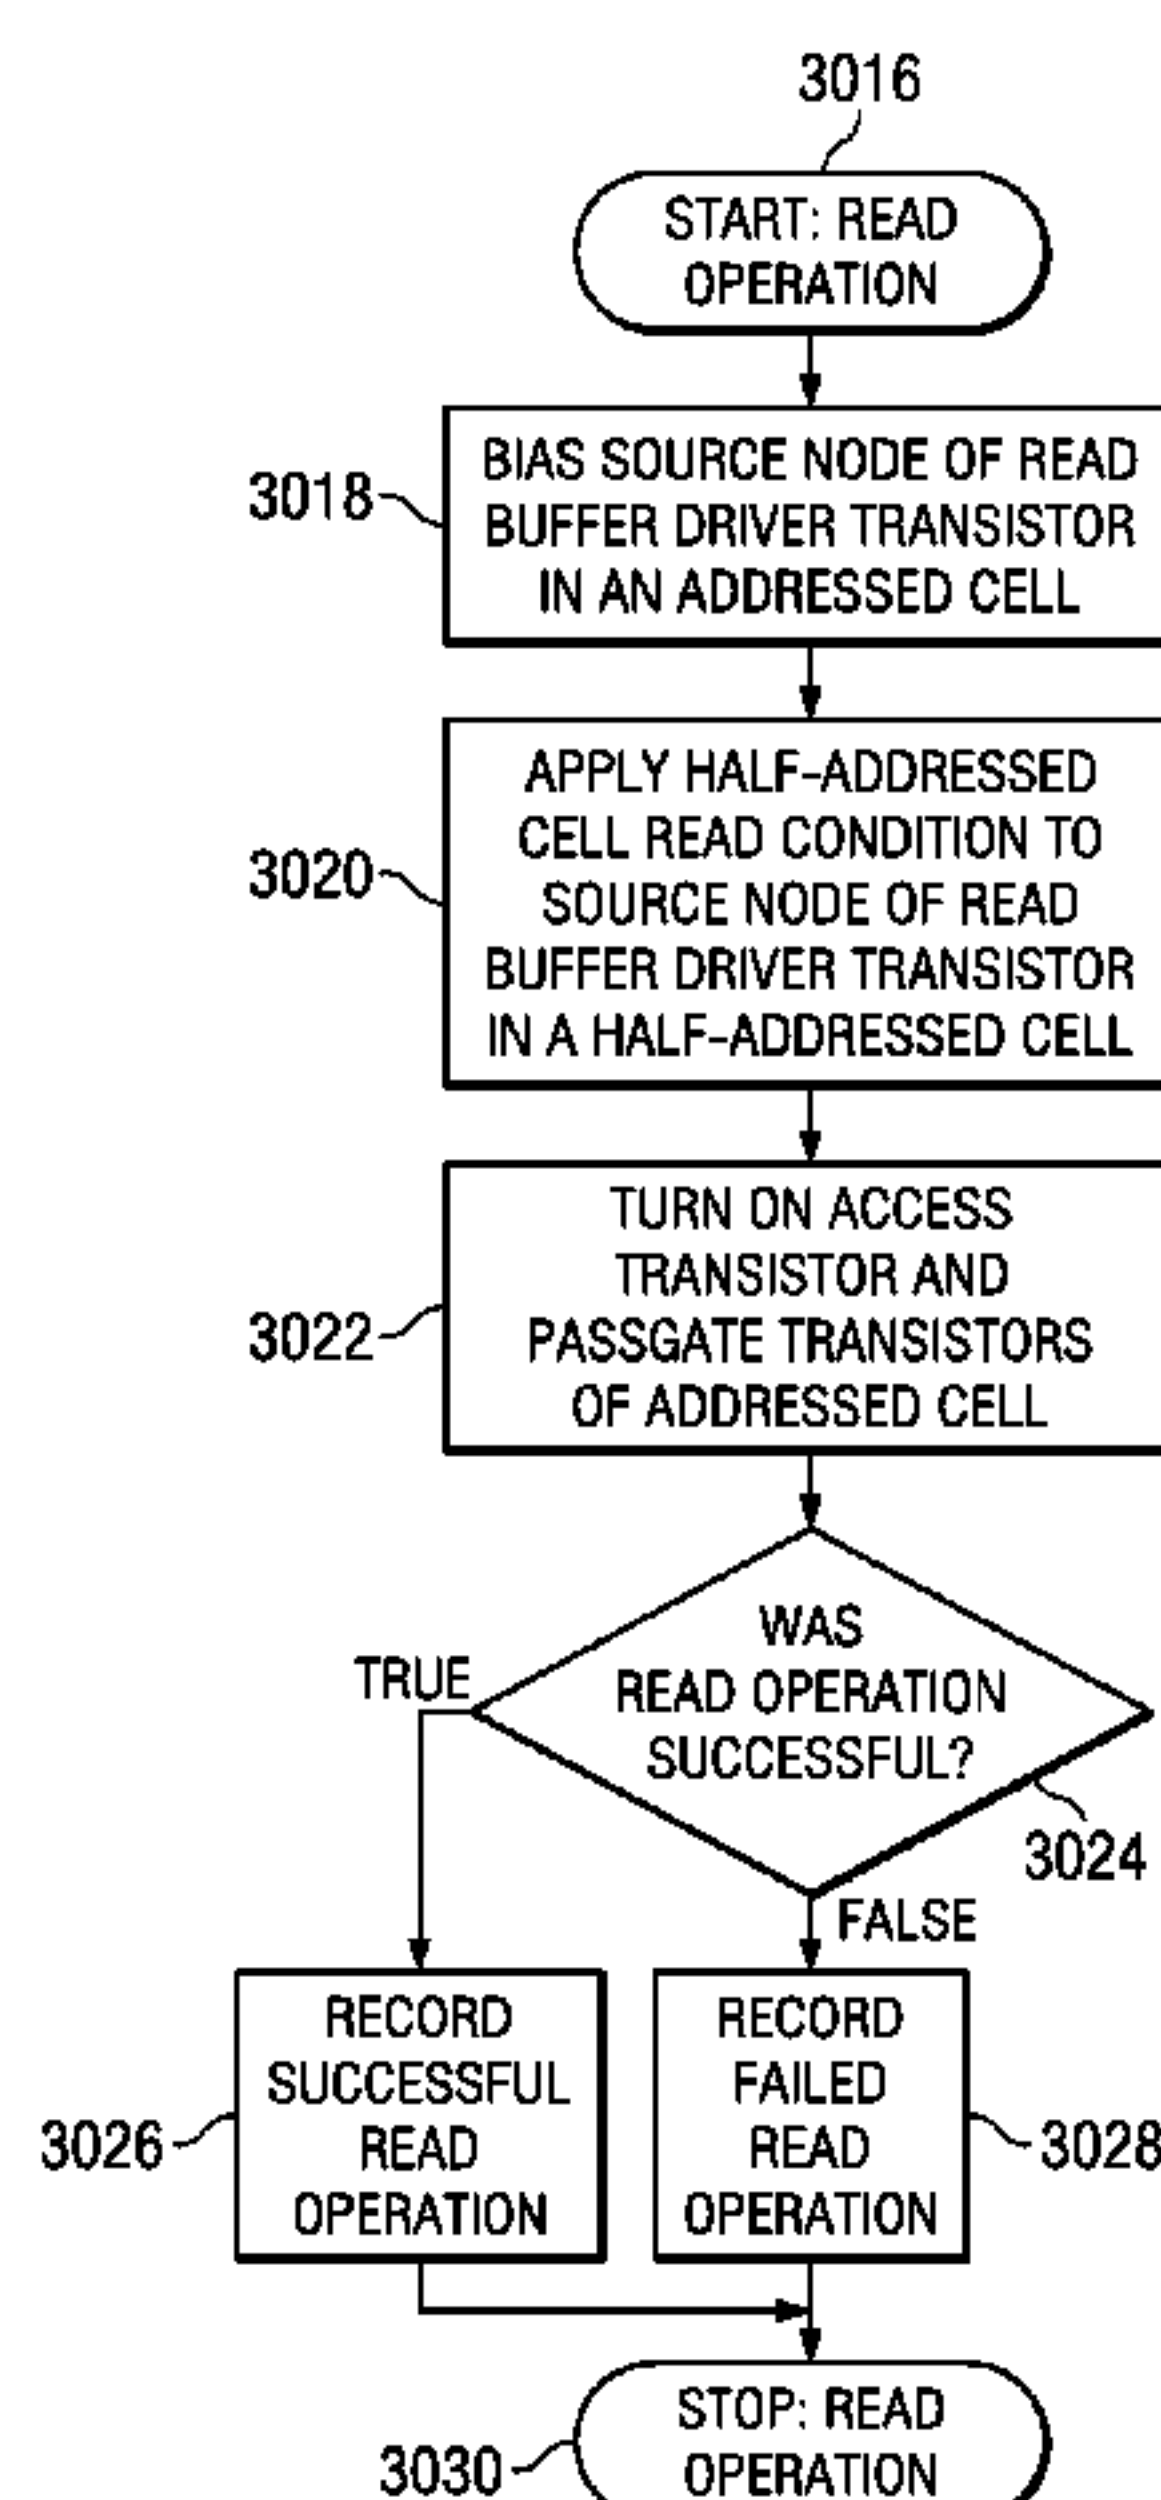 3016
START: READ
OPERATION
3018
BIAS SOURCE NODE OF READ
BUFFER DRIVER TRANSISTOR
IN AN ADDRESSED CELL
3020
APPLY HALF-ADDRESSED
CELL READ CONDITION TO
SOURCE NODE OF READ
BUFFER DRIVER TRANSISTOR
IN A HALF-ADDRESSED CELL
3022
TURN ON ACCESS
TRANSISTOR AND
PASSGATE TRANSISTORS
OF ADDRESSED CELL
WAS
READ OPERATION
SUCCESSFUL?
TRUE
3024
FALSE
RECORD
SUCCESSFUL
READ
OPERATION
3026
RECORD
FAILED
READ
OPERATION
3028
STOP: READ
OPERATION
3030